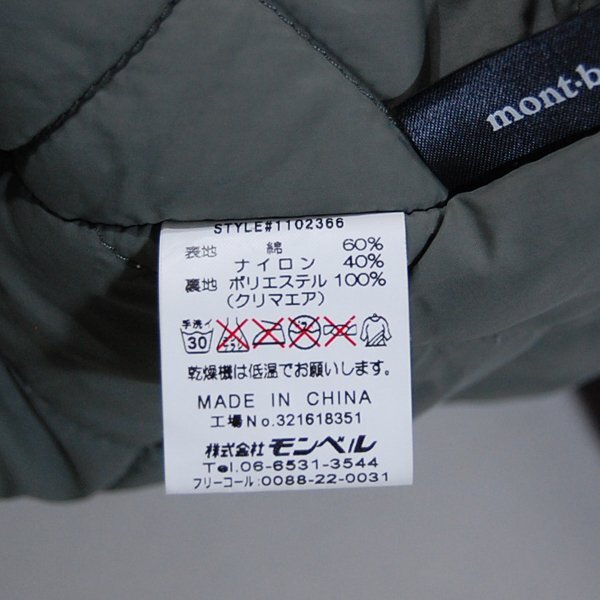 mont-b
STYLE#1102366
表地 綿 60%
ナイロン 40%
裏地 ポリエステル 100%
(クリマエア)
手洗イ
30
エンソ
乾燥機は低温でお願いします。
MADE IN CHINA
工場No.321618351
株式会社 モンベル
Tel.06-6531-3544
フリーコール:0088-22-0031